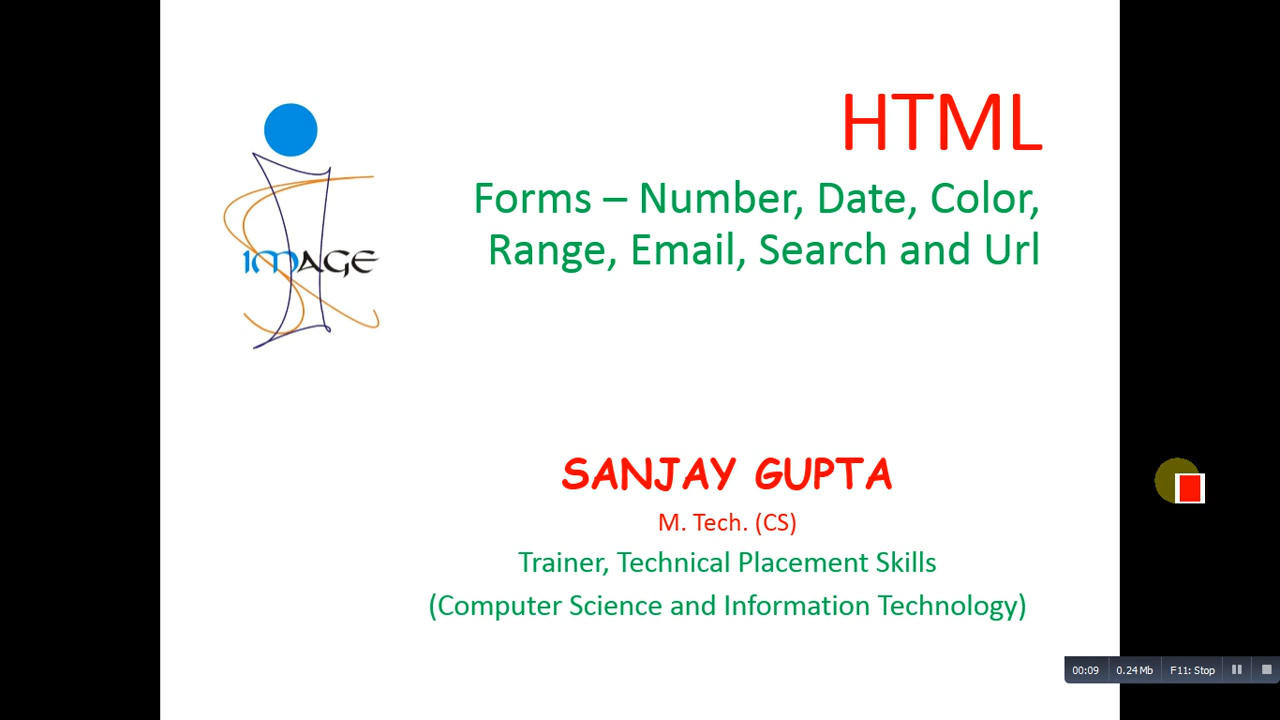 HTML
Forms – Number, Date, Color,
Range, Email, Search and Url
IMAGE
SANJAY GUPTA
M. Tech. (CS)
Trainer, Technical Placement Skills
(Computer Science and Information Technology)
00:09 0.24 Mb F11: Stop